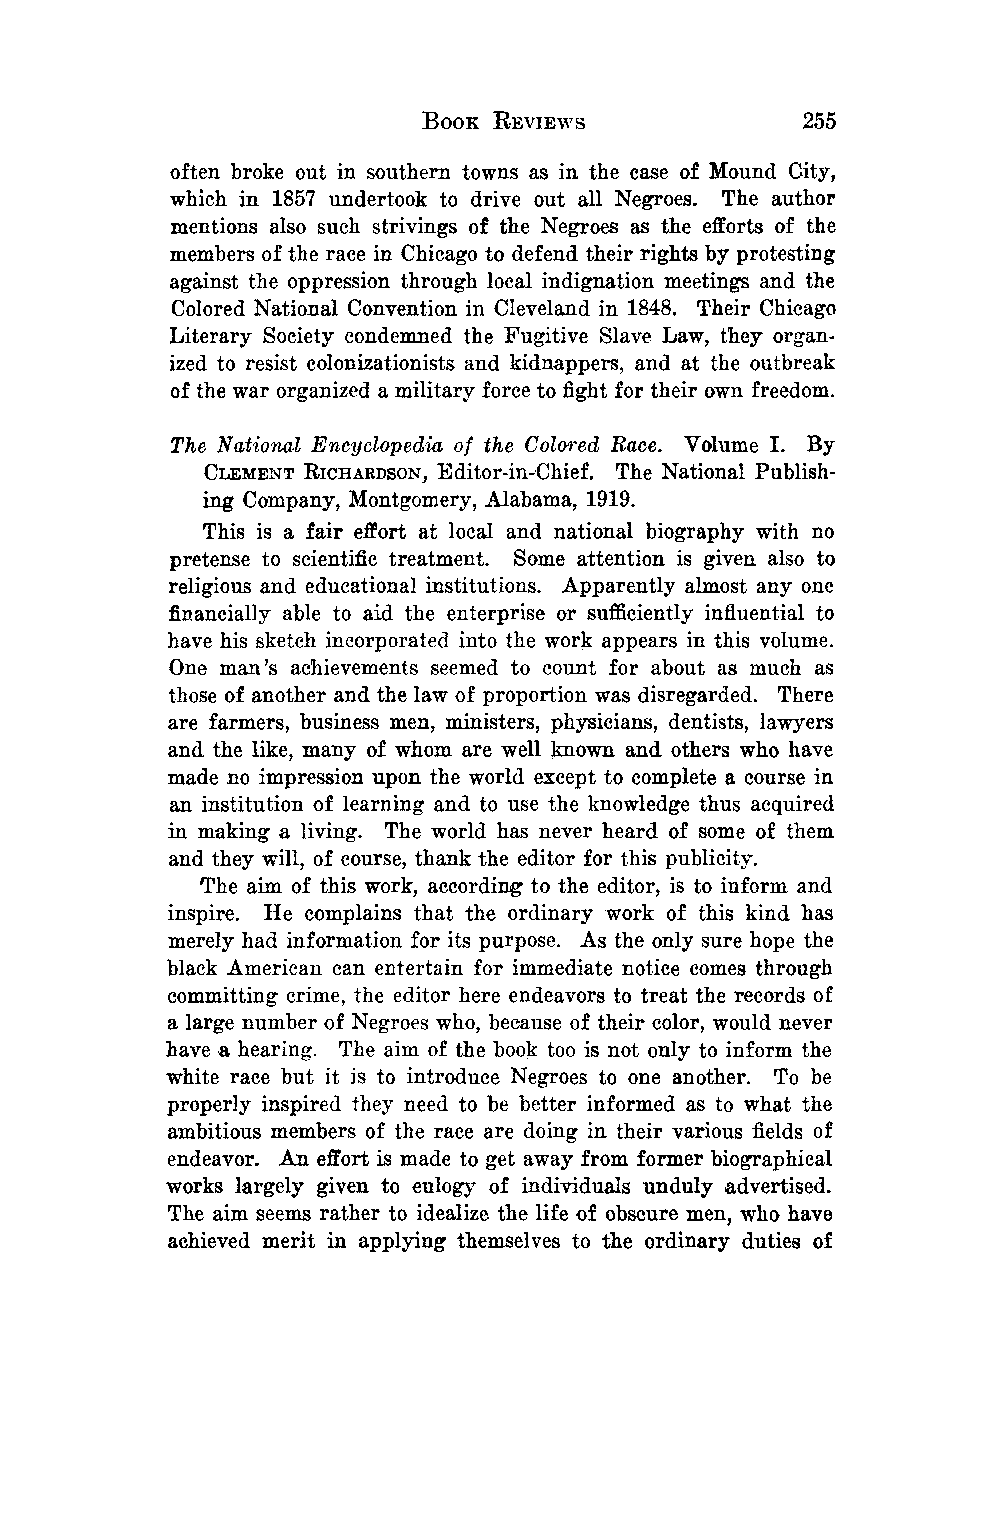 BOOK REVIEWS 255
often broke out in southern towns as in the case of Mound City,
which in 1857 undertook to drive out all Negroes. The author
mentions also such strivings of the Negroes as the efforts of the
members of the race in Chicago to defend their rights by protesting
against the oppression through local indignation meetings and the
Colored National Convention in Cleveland in 1848. Their Chicago
Literary Society condemned the Fugitive Slave Law, they organ-
ized to resist colonizationists and kidnappers, and at the outbreak
of the war organized a military force to fight for their own freedom.
The National Encyclopedia of the Colored Race. Volume I. By
CLEMENT RICHARDSON, Editor-in-Chief. The National Publish-
ing Company, Montgomery, Alabama, 1919.
This is a fair effort at local and national biography with no
pretense to scientific treatment. Some attention is given also to
religious and educational institutions. Apparently almost any one
financially able to aid the enterprise or sufficiently influential to
have his sketch incorporated into the work appears in this volume.
One man's achievements seemed to count for about as much as
those of another and the law of proportion was disregarded. There
are farmers, business men, ministers, physicians, dentists, lawyers
and the like, many of whom are well known and others who have
made no impression upon the world except to complete a course in
an institution of learning and to use the knowledge thus acquired
in making a living. The world has never heard of some of them
and they will, of course, thank the editor for this publicity.
The aim of this work, according to the editor, is to inform and
inspire. He complains that the ordinary work of this kind has
merely had information for its purpose. As the only sure hope the
black American can entertain for immediate notice comes through
committing crime, the editor here endeavors to treat the records of
a large number of Negroes who, because of their color, would never
have a hearing. The aim of the book too is not only to inform the
white race but it is to introduce Negroes to one another. To be
properly inspired they need to be better informed as to what the
ambitious members of the race are doing in their various fields of
endeavor. An effort is made to get away from former biographical
works largely given to eulogy of individuals unduly advertised.
The aim seems rather to idealize the life of obscure men, who have
achieved merit in applying themselves to the ordinary duties of